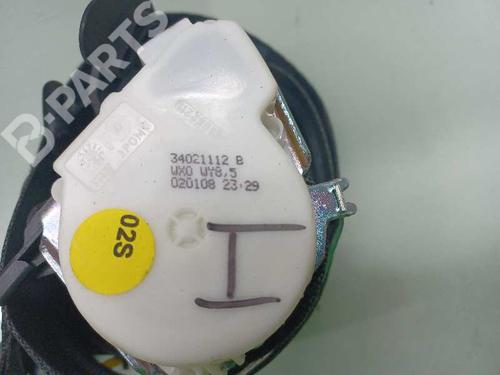 B-PARTS
34021112 B
WXO WY8,5
020108 23:29
02S
I